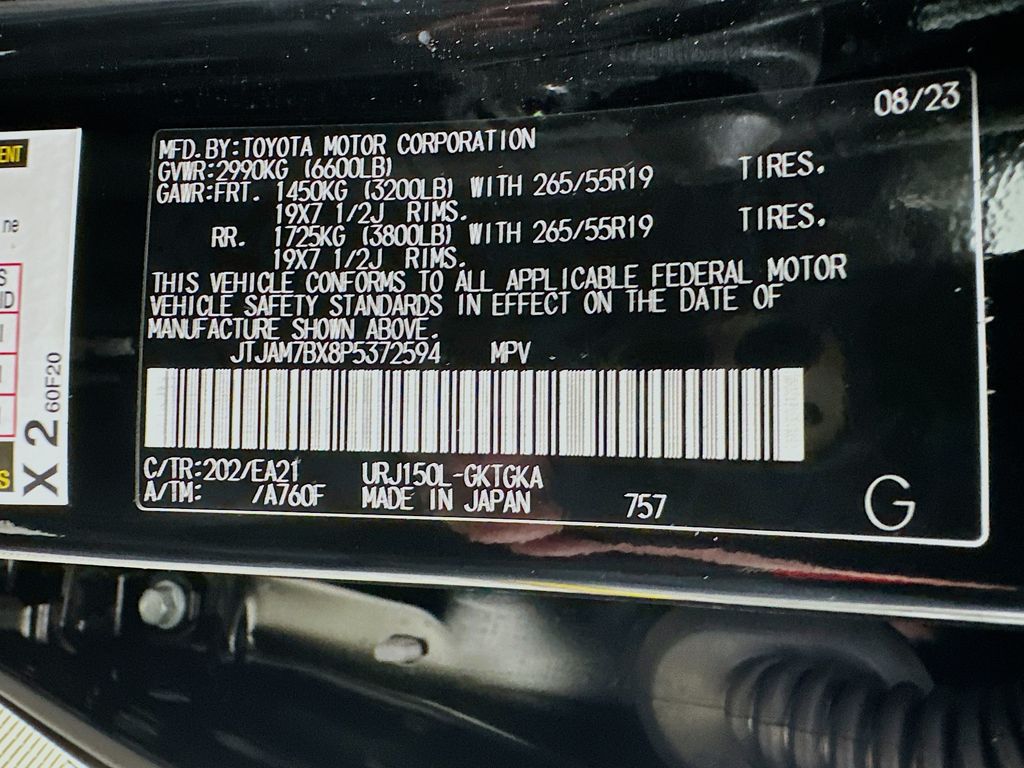 08/23
MFD. BY:TOYOTA MOTOR CORPORATION
GVWR:2990KG (6600LB)
GAWR:FRT. 1450KG (3200LB) WITH 265/55R19 TIRES.
19X7 1/2J RIMS.
RR. 1725KG (3800LB) WITH 265/55R19 TIRES.
19X7 1/2J RIMS.
THIS VEHICLE CONFORMS TO ALL APPLICABLE FEDERAL MOTOR
VEHICLE SAFETY STANDARDS IN EFFECT ON THE DATE OF
MANUFACTURE SHOWN ABOVE.
JTJAM7BX8P5372594 MPV
C/TR:202/EA21 URJ150L-GKTGKA
A/TM: /A760F MADE IN JAPAN 757
G
X 2
60F20